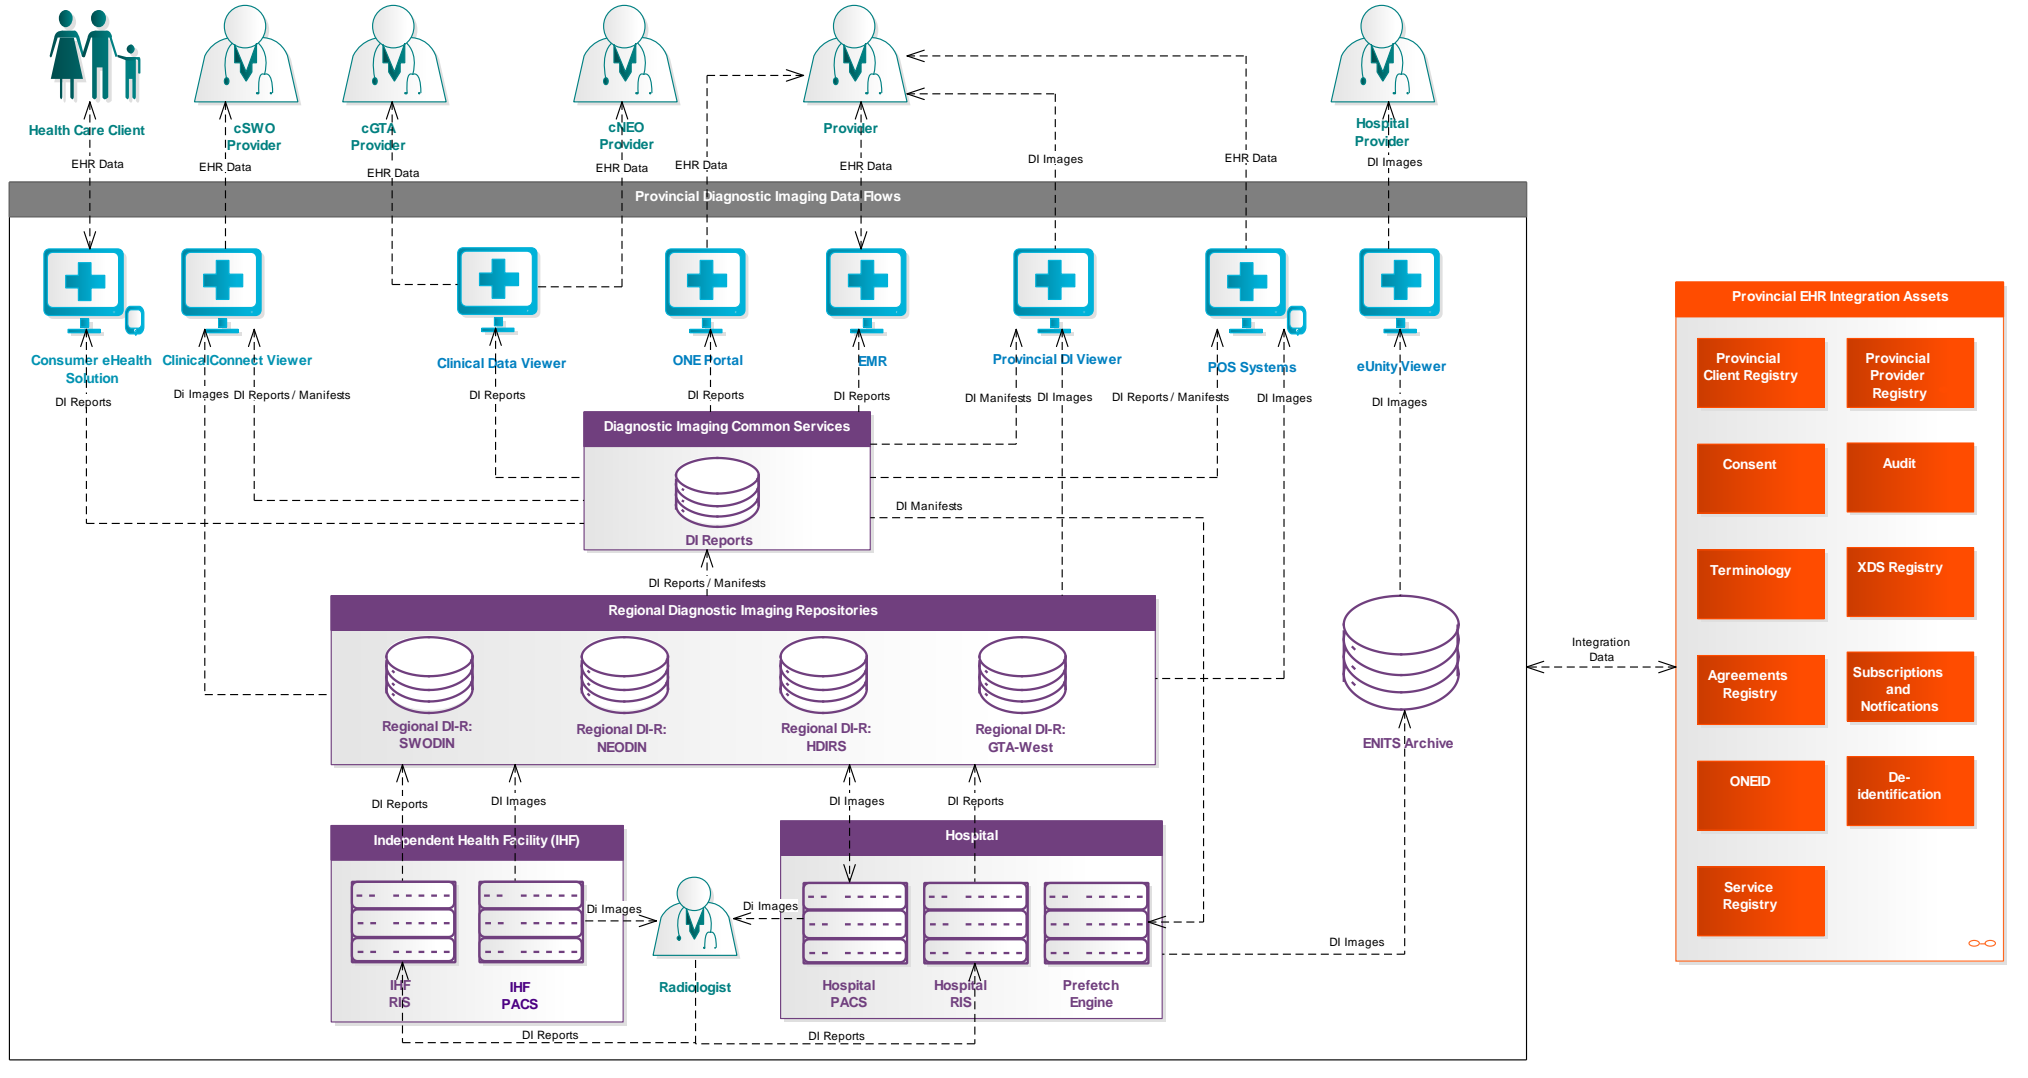 Health Care Client
cSWO
Provider
cGTA
Provider
cNEO
Provider
Provider
Hospital
Provider
EHR Data
EHR Data
EHR Data
EHR Data
EHR Data
EHR Data
DI Images
EHR Data
DI Images
Provincial Diagnostic Imaging Data Flows
Consumer eHealth
Solution
ClinicalConnect Viewer
Clinical Data Viewer
ONE Portal
EMR
Provincial DI Viewer
POS Systems
eUnity Viewer
DI Reports
Di Images
DI Reports / Manifests
DI Reports
DI Reports
DI Reports
DI Manifests
DI Images
DI Reports / Manifests
DI Images
DI Images
Diagnostic Imaging Common Services
DI Reports
DI Manifests
DI Reports / Manifests
Regional Diagnostic Imaging Repositories
Regional DI-R:
SWODIN
Regional DI-R:
NEODIN
Regional DI-R:
HDIRS
Regional DI-R:
GTA-West
ENITS Archive
DI Reports
DI Images
DI Images
DI Reports
Independent Health Facility (IHF)
IHF
RIS
IHF
PACS
Di Images
Radiologist
Di Images
Hospital
Hospital
PACS
Hospital
RIS
Prefetch
Engine
DI Images
DI Reports
DI Reports
Integration
Data
Provincial EHR Integration Assets
Provincial
Client Registry
Provincial
Provider
Registry
Consent
Audit
Terminology
XDS Registry
Agreements
Registry
Subscriptions
and
Notfications
ONEID
De-
identification
Service
Registry